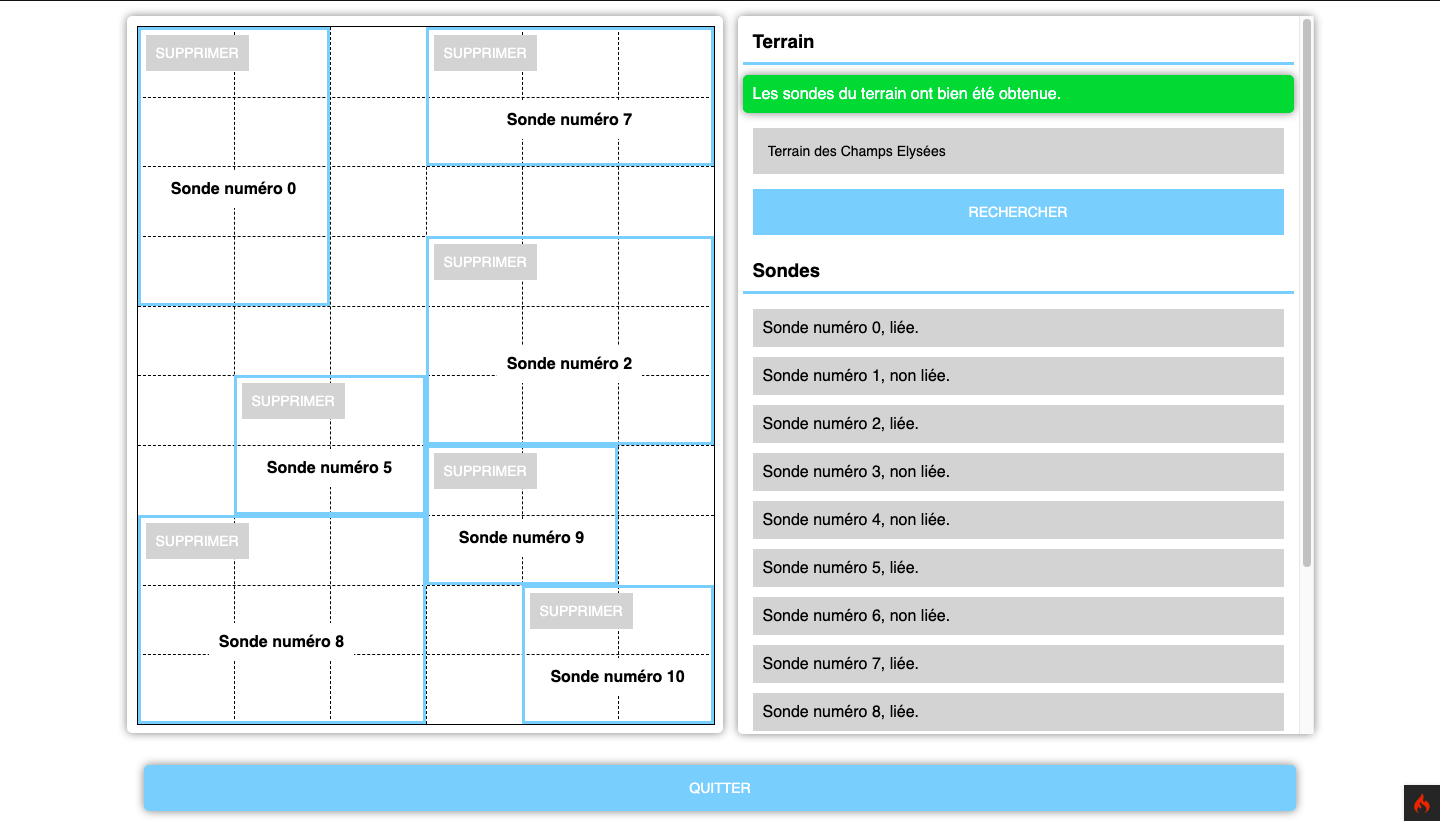 SUPPRIMER
SUPPRIMER
Sonde numéro 7
Sonde numéro 0
SUPPRIMER
Sonde numéro 2
SUPPRIMER
Sonde numéro 5
SUPPRIMER
Sonde numéro 9
SUPPRIMER
SUPPRIMER
Sonde numéro 8
Sonde numéro 10
Terrain
Les sondes du terrain ont bien été obtenue.
Terrain des Champs Elysées
RECHERCHER
Sondes
Sonde numéro 0, liée.
Sonde numéro 1, non liée.
Sonde numéro 2, liée.
Sonde numéro 3, non liée.
Sonde numéro 4, non liée.
Sonde numéro 5, liée.
Sonde numéro 6, non liée.
Sonde numéro 7, liée.
Sonde numéro 8, liée.
QUITTER